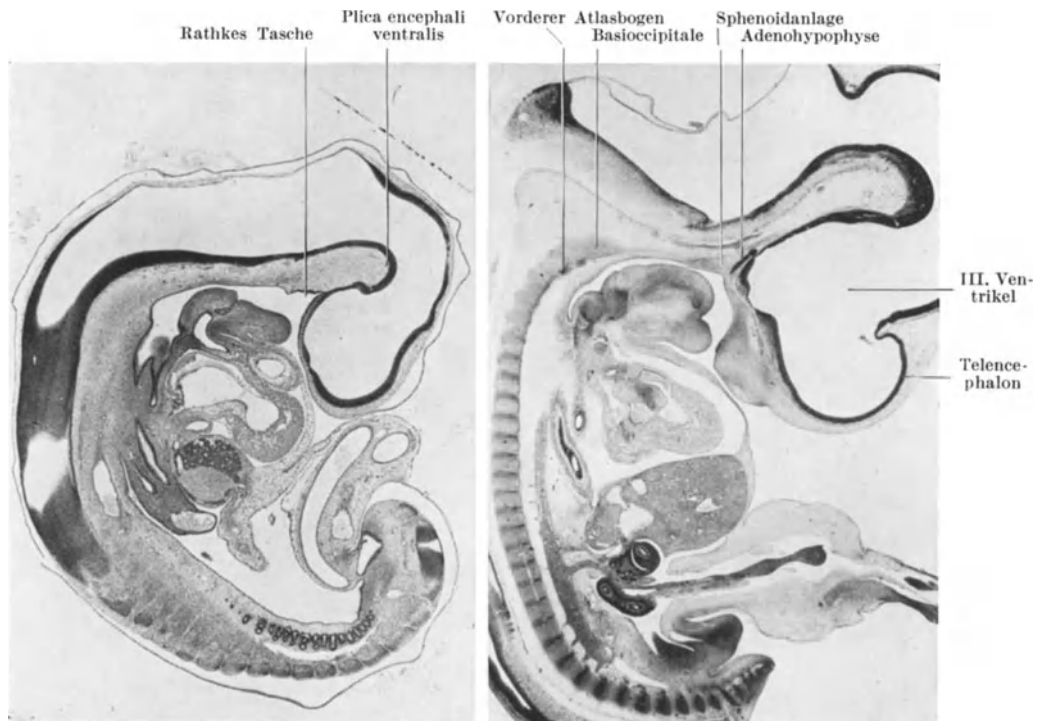 Rathkes Tasche
Plica encephali
ventralis
Vorderer Atlasbogen
Basioccipitale
Sphenoidanlage
Adenohypophyse
III. Ven-
trikel
Telence-
phalon